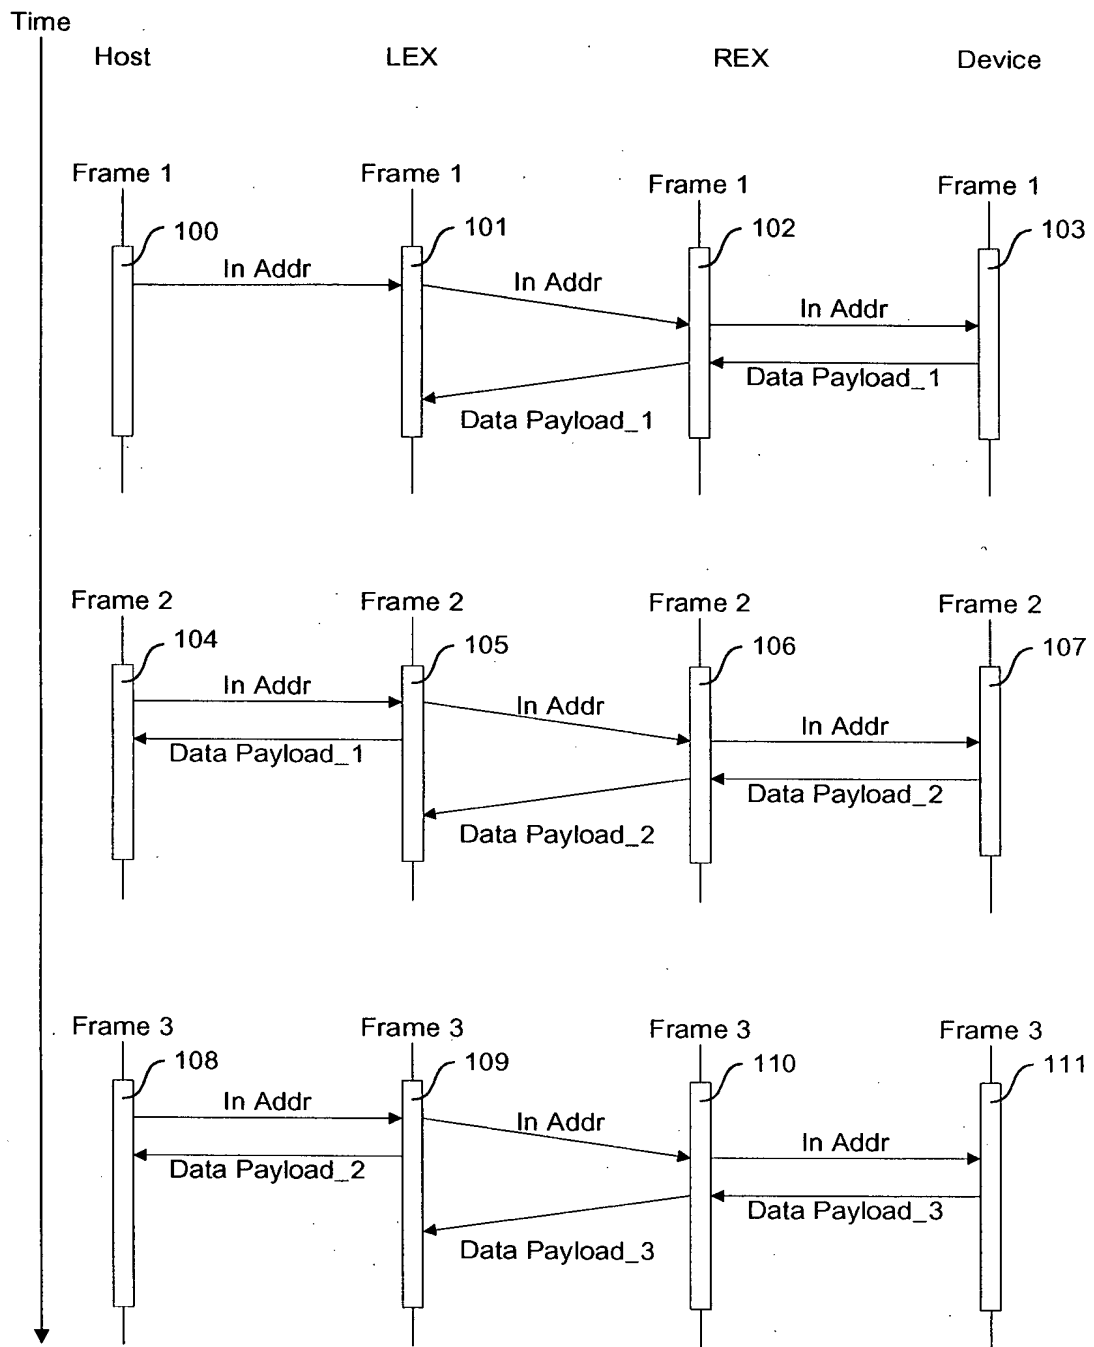 Time
Host LEX REX Device
Frame 1 Frame 1 Frame 1 Frame 1
100 101 102 103
In Addr In Addr In Addr
Data Payload_1 Data Payload_1
Frame 2 Frame 2 Frame 2 Frame 2
104 105 106 107
In Addr In Addr In Addr
Data Payload_1 Data Payload_2 Data Payload_2
Frame 3 Frame 3 Frame 3 Frame 3
108 109 110 111
In Addr In Addr In Addr
Data Payload_2 Data Payload_3 Data Payload_3